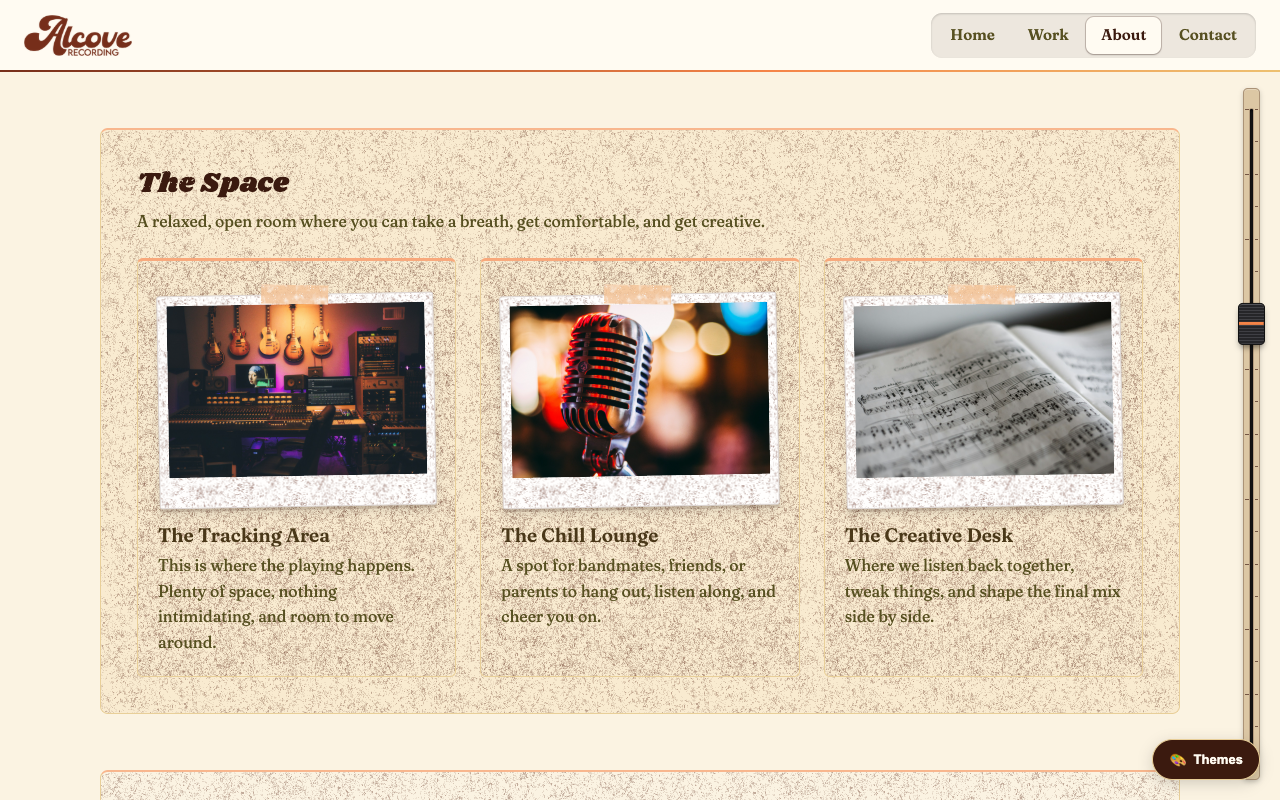 Alcove
RECORDING
Home Work About Contact
The Space
A relaxed, open room where you can take a breath, get comfortable, and get creative.
The Tracking Area
This is where the playing happens.
Plenty of space, nothing
intimidating, and room to move
around.
The Chill Lounge
A spot for bandmates, friends, or
parents to hang out, listen along, and
cheer you on.
The Creative Desk
Where we listen back together,
tweak things, and shape the final mix
side by side.
Themes